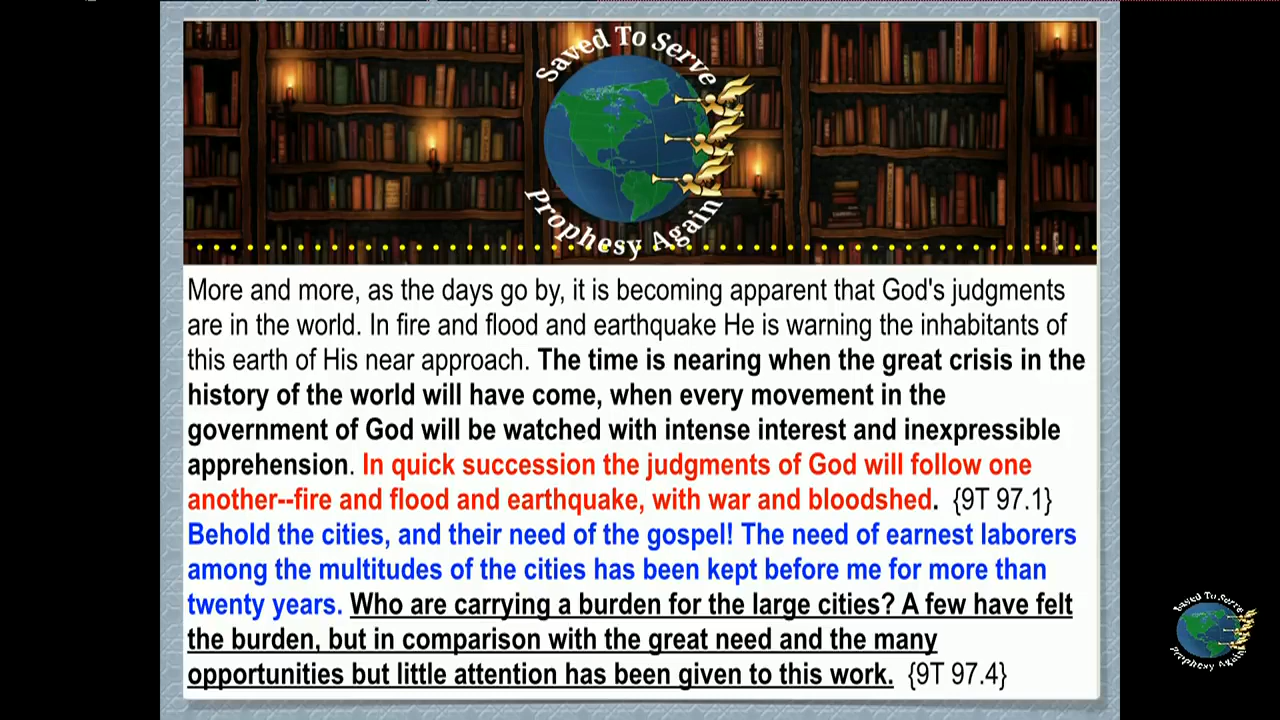 Saved To Serve
Prophesy Again
More and more, as the days go by, it is becoming apparent that God's judgments
are in the world. In fire and flood and earthquake He is warning the inhabitants of
this earth of His near approach. The time is nearing when the great crisis in the
history of the world will have come, when every movement in the
government of God will be watched with intense interest and inexpressible
apprehension. In quick succession the judgments of God will follow one
another--fire and flood and earthquake, with war and bloodshed. {9T 97.1}
Behold the cities, and their need of the gospel! The need of earnest laborers
among the multitudes of the cities has been kept before me for more than
twenty years. Who are carrying a burden for the large cities? A few have felt
the burden, but in comparison with the great need and the many
opportunities but little attention has been given to this work. {9T 97.4}
Saved To Serve
Prophesy Again